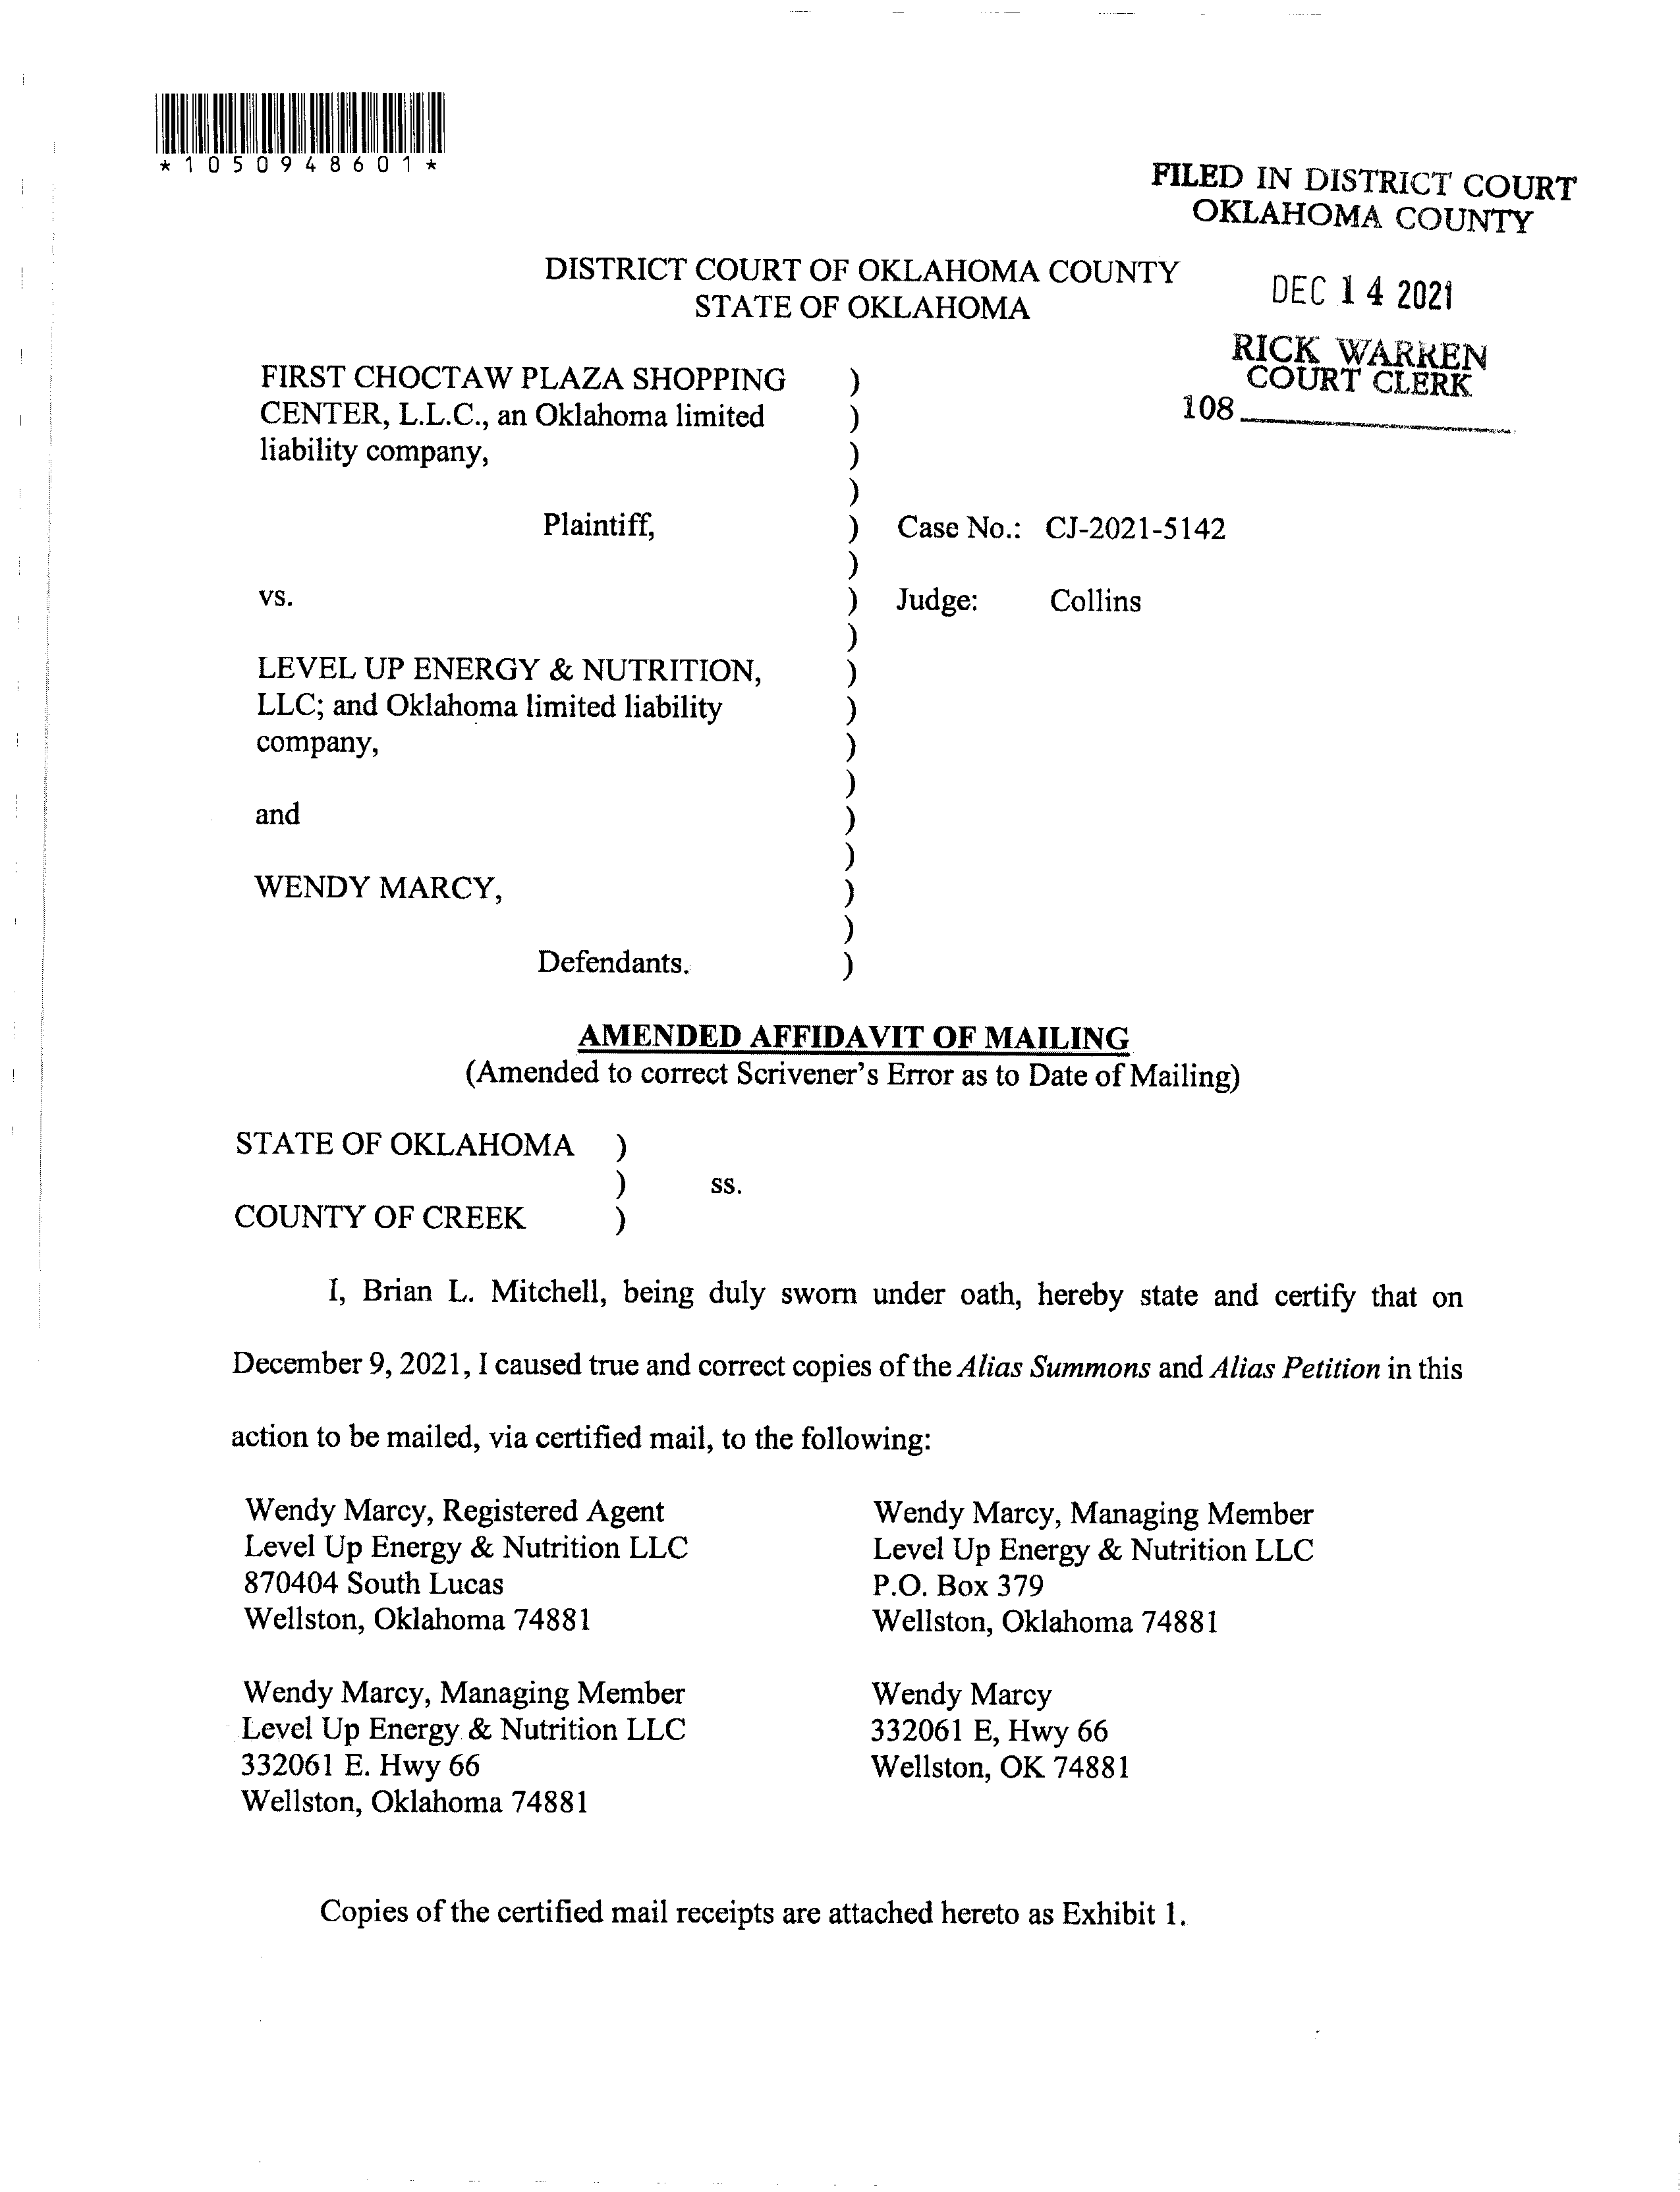 *1050948601*
FILED IN DISTRICT COURT
OKLAHOMA COUNTY
DISTRICT COURT OF OKLAHOMA COUNTY
STATE OF OKLAHOMA
DEC 14 2021
RICK WARREN
COURT CLERK
108
FIRST CHOCTAW PLAZA SHOPPING )
CENTER, L.L.C., an Oklahoma limited )
liability company, )
)
Plaintiff, ) Case No.: CJ-2021-5142
)
vs. ) Judge: Collins
)
LEVEL UP ENERGY & NUTRITION, )
LLC; and Oklahoma limited liability )
company, )
)
and )
)
WENDY MARCY, )
)
Defendants. )
AMENDED AFFIDAVIT OF MAILING
(Amended to correct Scrivener's Error as to Date of Mailing)
STATE OF OKLAHOMA )
) ss.
COUNTY OF CREEK )
I, Brian L. Mitchell, being duly sworn under oath, hereby state and certify that on
December 9, 2021, I caused true and correct copies of the Alias Summons and Alias Petition in this
action to be mailed, via certified mail, to the following:
Wendy Marcy, Registered Agent
Level Up Energy & Nutrition LLC
870404 South Lucas
Wellston, Oklahoma 74881
Wendy Marcy, Managing Member
Level Up Energy & Nutrition LLC
P.O. Box 379
Wellston, Oklahoma 74881
Wendy Marcy, Managing Member
Level Up Energy & Nutrition LLC
332061 E. Hwy 66
Wellston, Oklahoma 74881
Wendy Marcy
332061 E, Hwy 66
Wellston, OK 74881
Copies of the certified mail receipts are attached hereto as Exhibit 1.